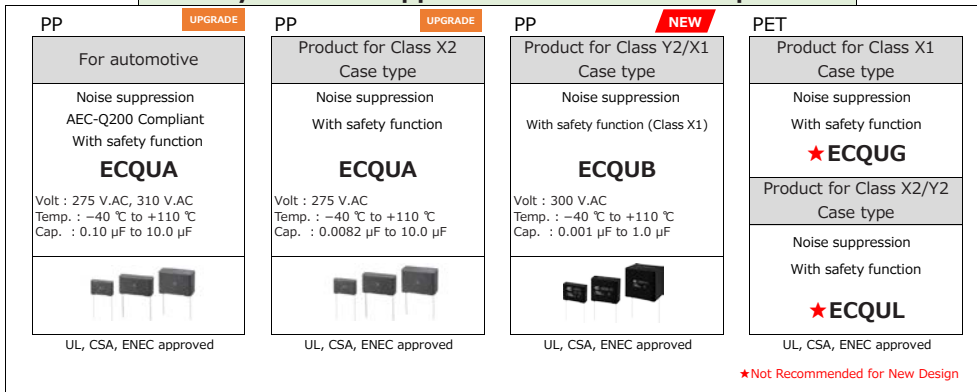 PP
UPGRADE
For automotive
Noise suppression
AEC-Q200 Compliant
With safety function
ECQUA
Volt : 275 V.AC, 310 V.AC
Temp. : −40 ℃ to +110 ℃
Cap. : 0.10 μF to 10.0 μF
UL, CSA, ENEC approved
PP
UPGRADE
Product for Class X2
Case type
Noise suppression
With safety function
ECQUA
Volt : 275 V.AC
Temp. : −40 ℃ to +110 ℃
Cap. : 0.0082 μF to 10.0 μF
UL, CSA, ENEC approved
PP
NEW
Product for Class Y2/X1
Case type
Noise suppression
With safety function (Class X1)
ECQUB
Volt : 300 V.AC
Temp. : −40 ℃ to +110 ℃
Cap. : 0.001 μF to 1.0 μF
UL, CSA, ENEC approved
PET
Product for Class X1
Case type
Noise suppression
With safety function
★ECQUG
Product for Class X2/Y2
Case type
Noise suppression
With safety function
★ECQUL
UL, CSA, ENEC approved
★Not Recommended for New Design